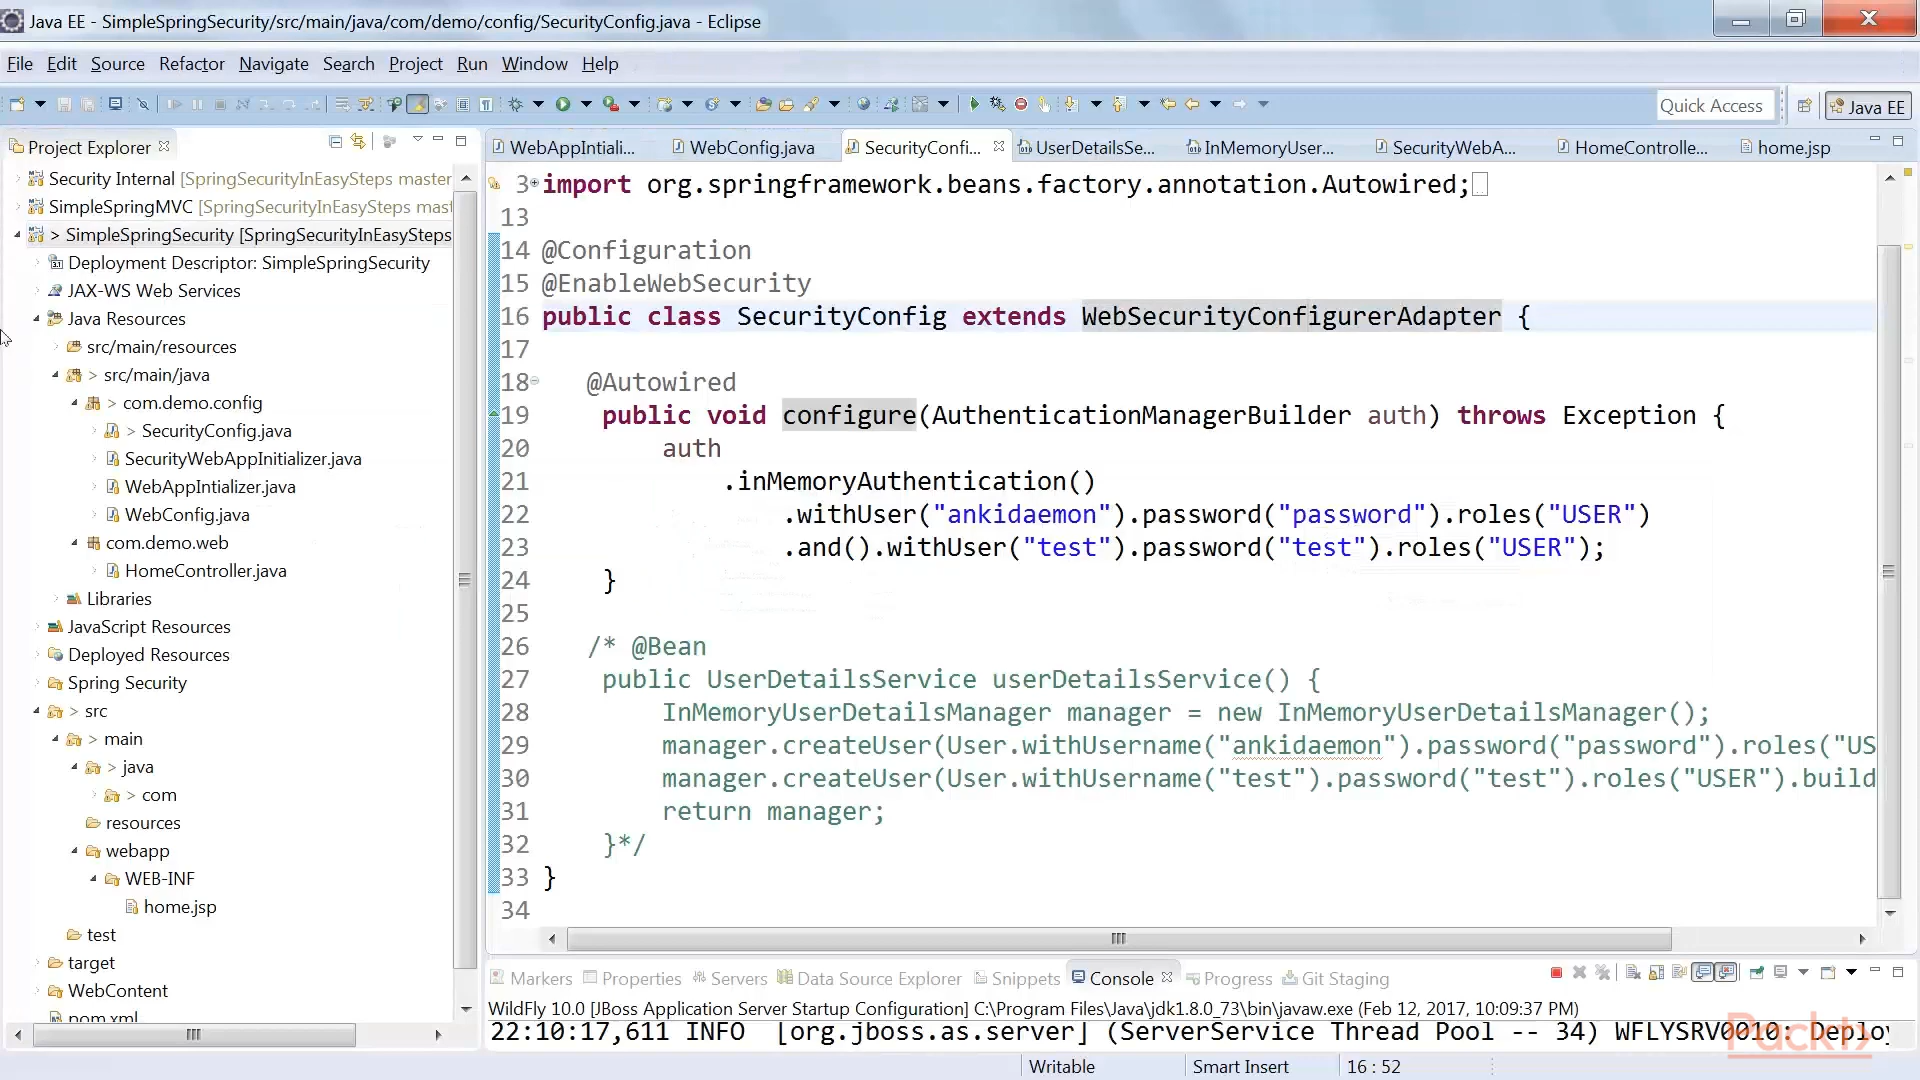 Java EE - SimpleSpringSecurity/src/main/java/com/demo/config/SecurityConfig.java - Eclipse
File Edit Source Refactor Navigate Search Project Run Window Help
Quick Access
Java EE
Project Explorer
WebAppIntiali... WebConfig.java SecurityConfi... UserDetailsSe... InMemoryUser... SecurityWebA... HomeControlle... home.jsp
Security Internal [SpringSecurityInEasySteps master
SimpleSpringMVC [SpringSecurityInEasySteps mast
> SimpleSpringSecurity [SpringSecurityInEasySteps
Deployment Descriptor: SimpleSpringSecurity
JAX-WS Web Services
Java Resources
src/main/resources
> src/main/java
> com.demo.config
> SecurityConfig.java
SecurityWebAppInitializer.java
WebAppIntializer.java
WebConfig.java
com.demo.web
HomeController.java
Libraries
JavaScript Resources
Deployed Resources
Spring Security
> src
> main
> java
> com
resources
webapp
WEB-INF
home.jsp
test
target
WebContent
pom.xml
3 import org.springframework.beans.factory.annotation.Autowired;
13
14 @Configuration
15 @EnableWebSecurity
16 public class SecurityConfig extends WebSecurityConfigurerAdapter {
17
18 @Autowired
19 public void configure(AuthenticationManagerBuilder auth) throws Exception {
20 auth
21 .inMemoryAuthentication()
22 .withUser("ankidaemon").password("password").roles("USER")
23 .and().withUser("test").password("test").roles("USER");
24 }
25
26 /* @Bean
27 public UserDetailsService userDetailsService() {
28 InMemoryUserDetailsManager manager = new InMemoryUserDetailsManager();
29 manager.createUser(User.withUsername("ankidaemon").password("password").roles("US
30 manager.createUser(User.withUsername("test").password("test").roles("USER").build
31 return manager;
32 }*/
33 }
34
Markers Properties Servers Data Source Explorer Snippets Console Progress Git Staging
WildFly 10.0 [JBoss Application Server Startup Configuration] C:\Program Files\Java\jdk1.8.0_73\bin\javaw.exe (Feb 12, 2017, 10:09:37 PM)
22:10:17,611 INFO [org.jboss.as.server] (ServerService Thread Pool -- 34) WFLYSRV0010: Deploy
Packt>
Writable Smart Insert 16 : 52